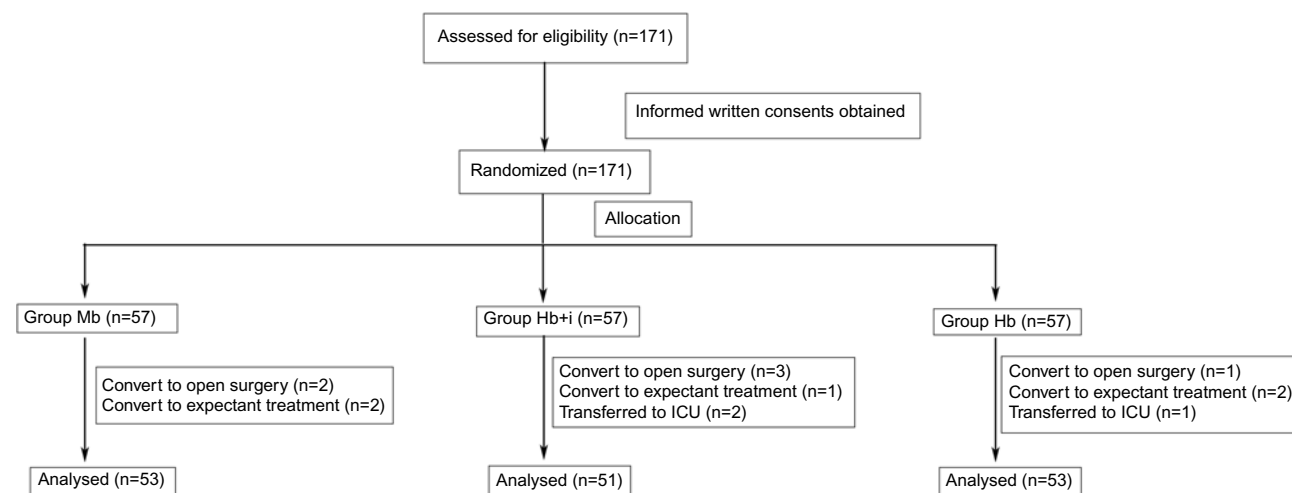 Assessed for eligibility (n=171)
Informed written consents obtained
Randomized (n=171)
Allocation
Group Mb (n=57)
Group Hb+i (n=57)
Group Hb (n=57)
Convert to open surgery (n=2)
Convert to expectant treatment (n=2)
Convert to open surgery (n=3)
Convert to expectant treatment (n=1)
Transferred to ICU (n=2)
Convert to open surgery (n=1)
Convert to expectant treatment (n=2)
Transferred to ICU (n=1)
Analysed (n=53)
Analysed (n=51)
Analysed (n=53)